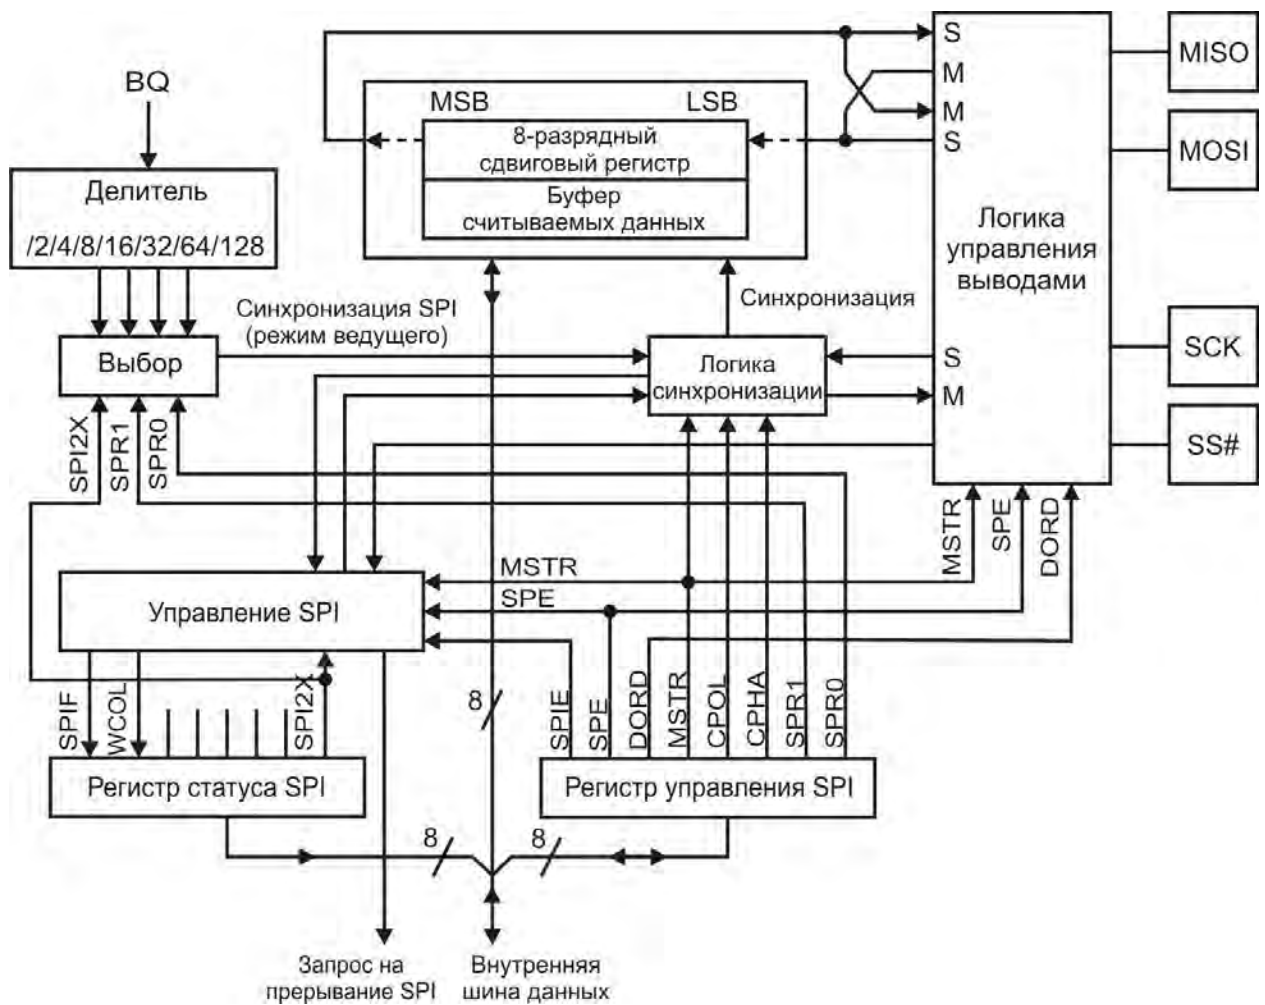 BQ
Делитель
/2/4/8/16/32/64/128
MSB
LSB
8-разрядный
сдвиговый регистр
Буфер
считываемых данных
S
M
M
S
MISO
MOSI
Логика
управления
выводами
Синхронизация SPI
(режим ведущего)
Синхронизация
Выбор
Логика
синхронизации
S
M
SCK
SS#
SPI2X
SPR1
SPR0
MSTR
SPE
DORD
MSTR
SPE
Управление SPI
SPIF
WCOL
SPI2X
8
SPIE
SPE
DORD
MSTR
CPOL
CPHA
SPR1
SPR0
Регистр статуса SPI
Регистр управления SPI
8
8
Запрос на
прерывание SPI
Внутренняя
шина данных